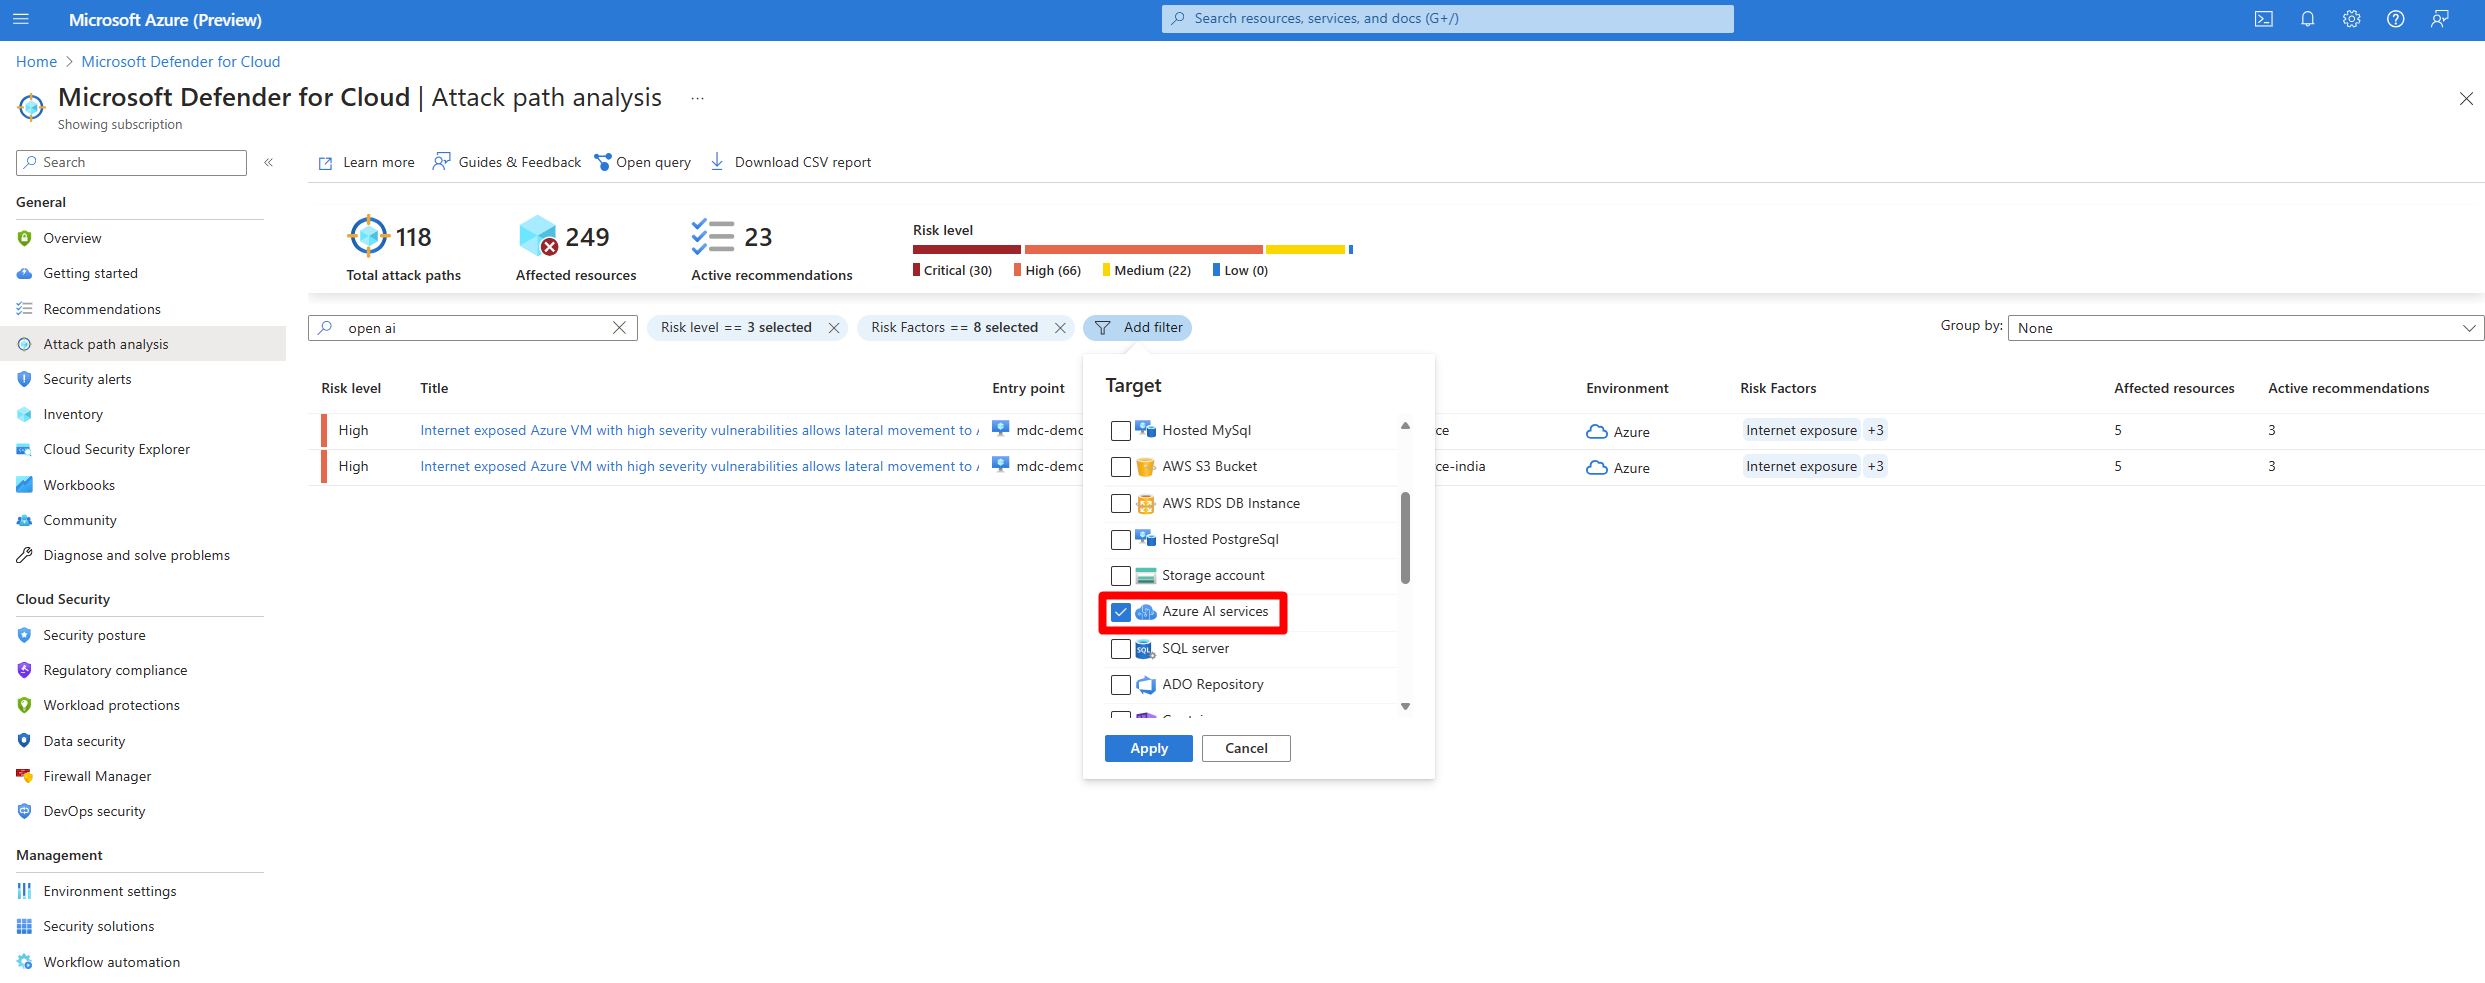 Microsoft Azure (Preview)
Search resources, services, and docs (G+/)
Home > Microsoft Defender for Cloud
Microsoft Defender for Cloud | Attack path analysis ...
Showing subscription
Search
«
Learn more
Guides & Feedback
Open query
Download CSV report
General
Overview
Getting started
Recommendations
Attack path analysis
Security alerts
Inventory
Cloud Security Explorer
Workbooks
Community
Diagnose and solve problems
Cloud Security
Security posture
Regulatory compliance
Workload protections
Data security
Firewall Manager
DevOps security
Management
Environment settings
Security solutions
Workflow automation
118
Total attack paths
249
Affected resources
23
Active recommendations
Risk level
Critical (30) High (66) Medium (22) Low (0)
open ai
Risk level == 3 selected
Risk Factors == 8 selected
Add filter
Group by: None
Risk level Title Entry point Environment Risk Factors Affected resources Active recommendations
High Internet exposed Azure VM with high severity vulnerabilities allows lateral movement to mdc-demo ce Azure Internet exposure +3 5 3
High Internet exposed Azure VM with high severity vulnerabilities allows lateral movement to mdc-demo ce-india Azure Internet exposure +3 5 3
Target
Hosted MySql
AWS S3 Bucket
AWS RDS DB Instance
Hosted PostgreSql
Storage account
Azure AI services
SQL server
ADO Repository
Apply
Cancel